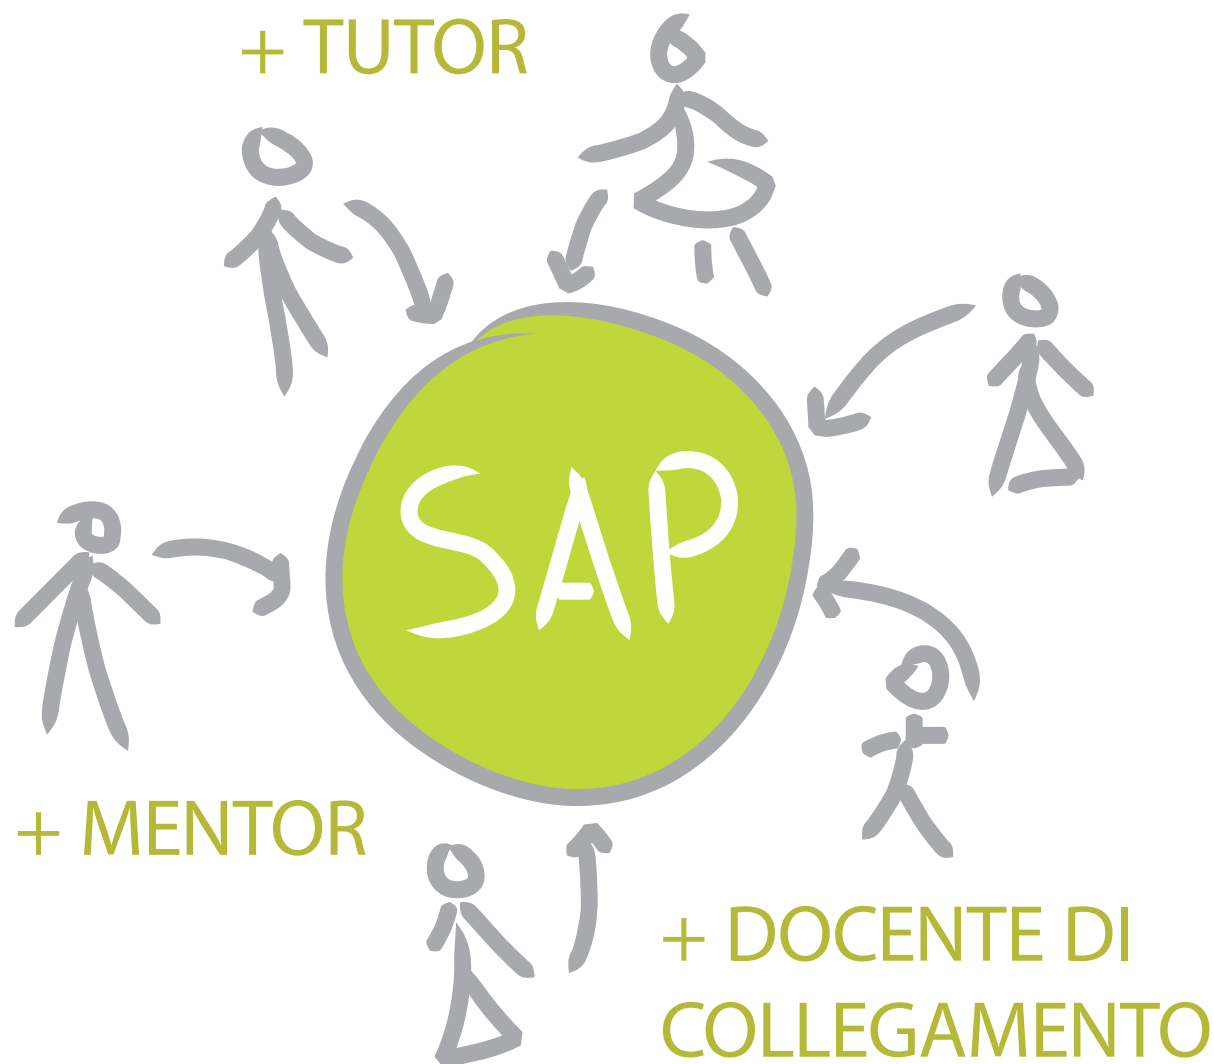 + TUTOR
SAP
+ MENTOR
+ DOCENTE DI
COLLEGAMENTO